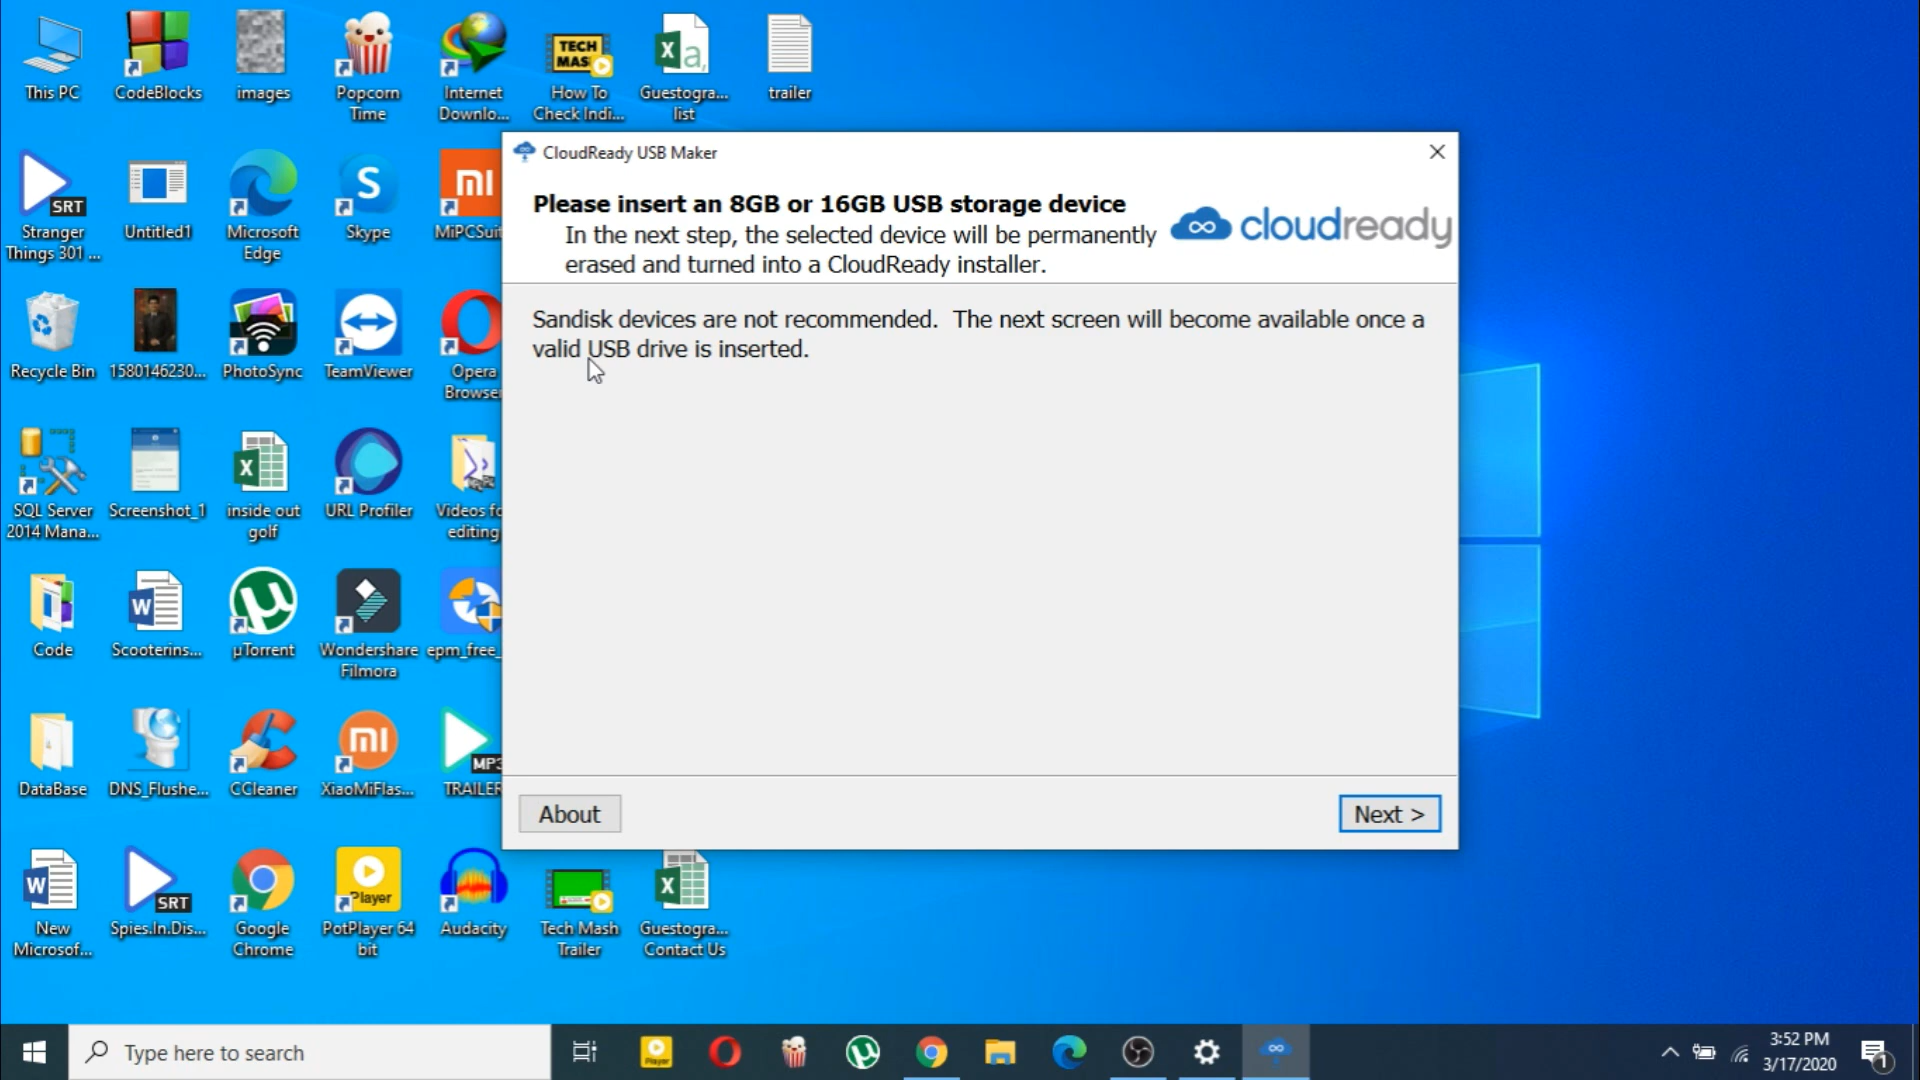 This PC
CodeBlocks
images
Popcorn
Time
Internet
Downlo...
TECH
MAS
How To
Check Indi...
Guestogra...
list
trailer
SRT
Stranger
Things 301 ...
Untitled1
Microsoft
Edge
Skype
MiPCSuit
Recycle Bin
1580146230...
PhotoSync
TeamViewer
Opera
Browse
SQL Server
2014 Mana...
Screenshot_1
inside out
golf
URL Profiler
Videos fo
editing
Code
Scooterins...
µTorrent
Wondershare
Filmora
epm_free_
DataBase
DNS_Flushe...
CCleaner
XiaoMiFlas...
MP3
TRAILER
New
Microsof...
SRT
Spies.In.Dis...
Google
Chrome
Player
PotPlayer 64
bit
Audacity
Tech Mash
Trailer
Guestogra...
Contact Us
CloudReady USB Maker
Please insert an 8GB or 16GB USB storage device
In the next step, the selected device will be permanently
erased and turned into a CloudReady installer.
cloudready
Sandisk devices are not recommended.  The next screen will become available once a
valid USB drive is inserted.
About
Next >
Type here to search
Player
3:52 PM
3/17/2020
1